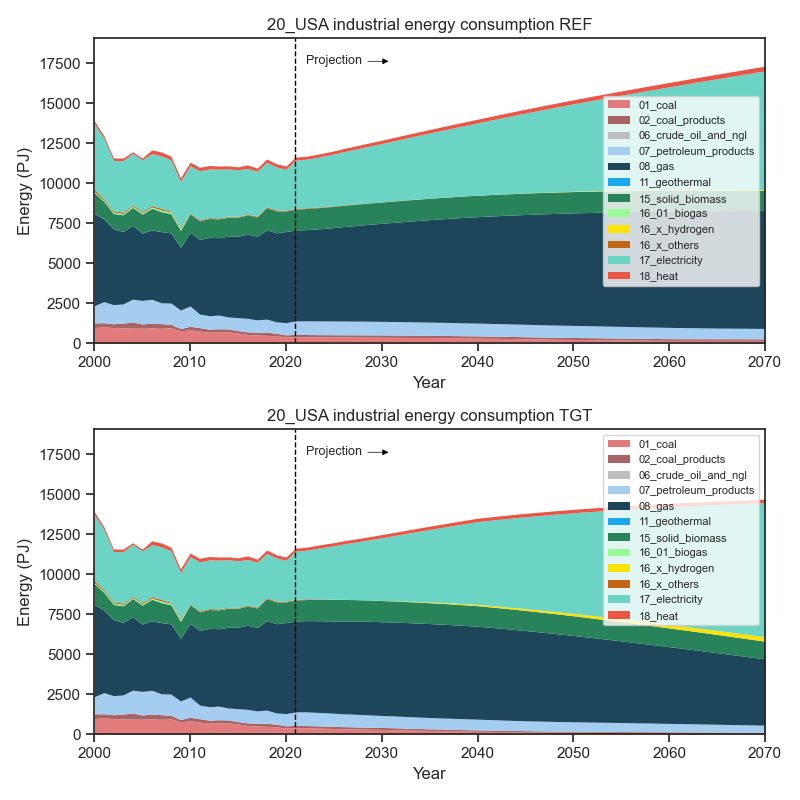 20_USA industrial energy consumption REF
17500
15000
12500
10000
7500
5000
2500
0
Energy (PJ)
Projection
01_coal
02_coal_products
06_crude_oil_and_ngl
07_petroleum_products
08_gas
11_geothermal
15_solid_biomass
16_01_biogas
16_x_hydrogen
16_x_others
17_electricity
18_heat
2000 2010 2020 2030 2040 2050 2060 2070
Year
20_USA industrial energy consumption TGT
17500
15000
12500
10000
7500
5000
2500
0
Energy (PJ)
Projection
01_coal
02_coal_products
06_crude_oil_and_ngl
07_petroleum_products
08_gas
11_geothermal
15_solid_biomass
16_01_biogas
16_x_hydrogen
16_x_others
17_electricity
18_heat
2000 2010 2020 2030 2040 2050 2060 2070
Year